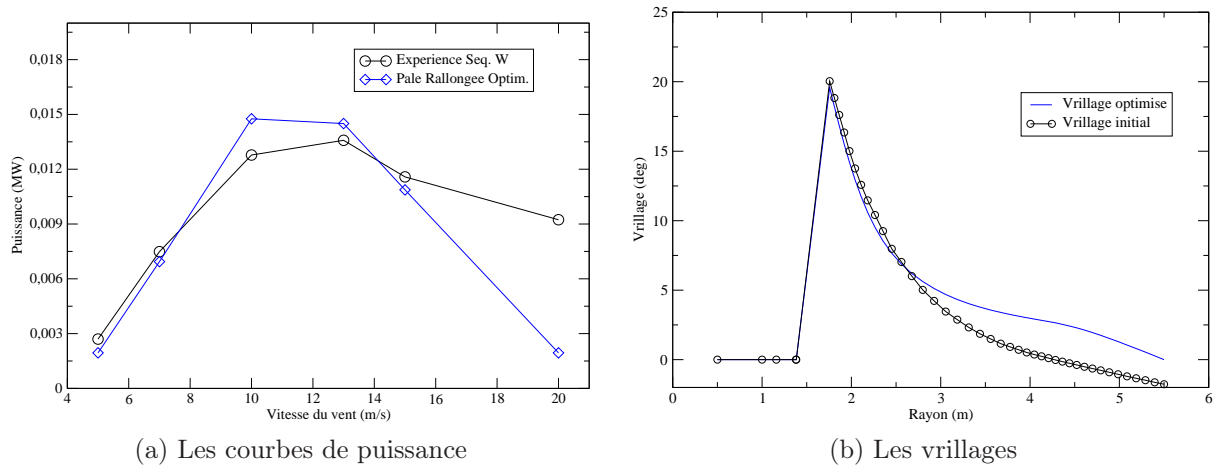 0,018
0,015
0,012
0,009
0,006
0,003
0
Puissance (MW)
Experience Seq. W
Pale Rallongee Optim.
4 6 8 10 12 14 16 18 20
Vitesse du vent (m/s)
(a) Les courbes de puissance
25
20
15
10
5
0
Vrillage (deg)
Vrillage optimise
Vrillage initial
0 1 2 3 4 5 6
Rayon (m)
(b) Les vrillages